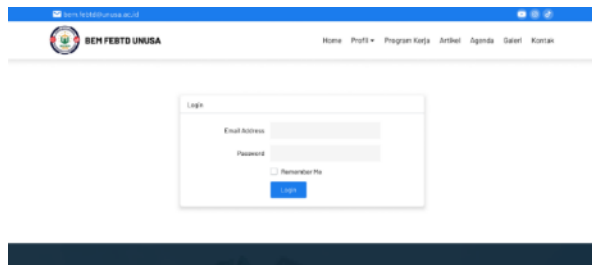 bem.febtd@unusa.ac.id
BEM FEBTD UNUSA
Home Profil Program Kerja Artikel Agenda Galeri Kontak
Login
Email Address
Password
Remember Me
Login